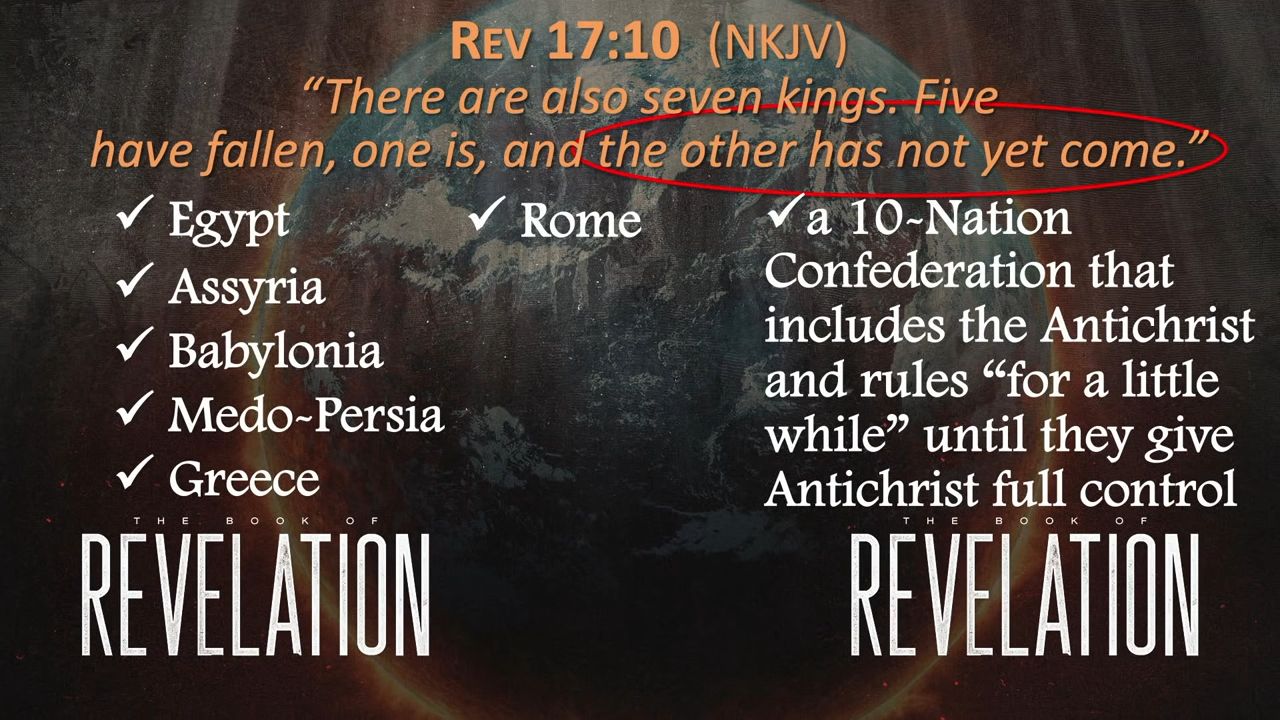 REV 17:10 (NKJV)
“There are also seven kings. Five
have fallen, one is, and the other has not yet come.”
✓ Egypt
✓ Assyria
✓ Babylonia
✓ Medo-Persia
✓ Greece
✓ Rome
✓ a 10-Nation
Confederation that
includes the Antichrist
and rules “for a little
while” until they give
Antichrist full control
THE BOOK OF
REVELATION
THE BOOK OF
REVELATION